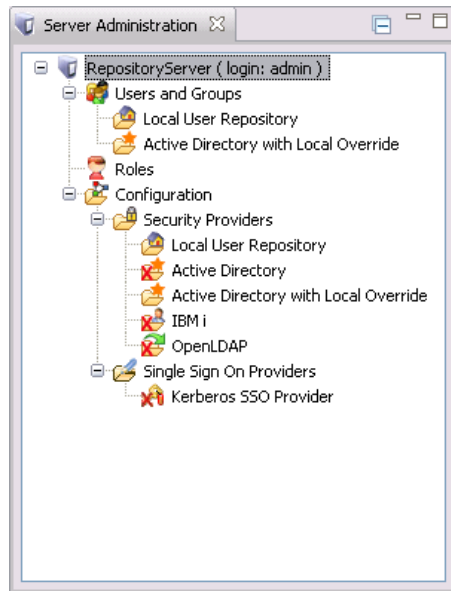 Server Administration
RepositoryServer ( login: admin )
Users and Groups
Local User Repository
Active Directory with Local Override
Roles
Configuration
Security Providers
Local User Repository
Active Directory
Active Directory with Local Override
IBM i
OpenLDAP
Single Sign On Providers
Kerberos SSO Provider